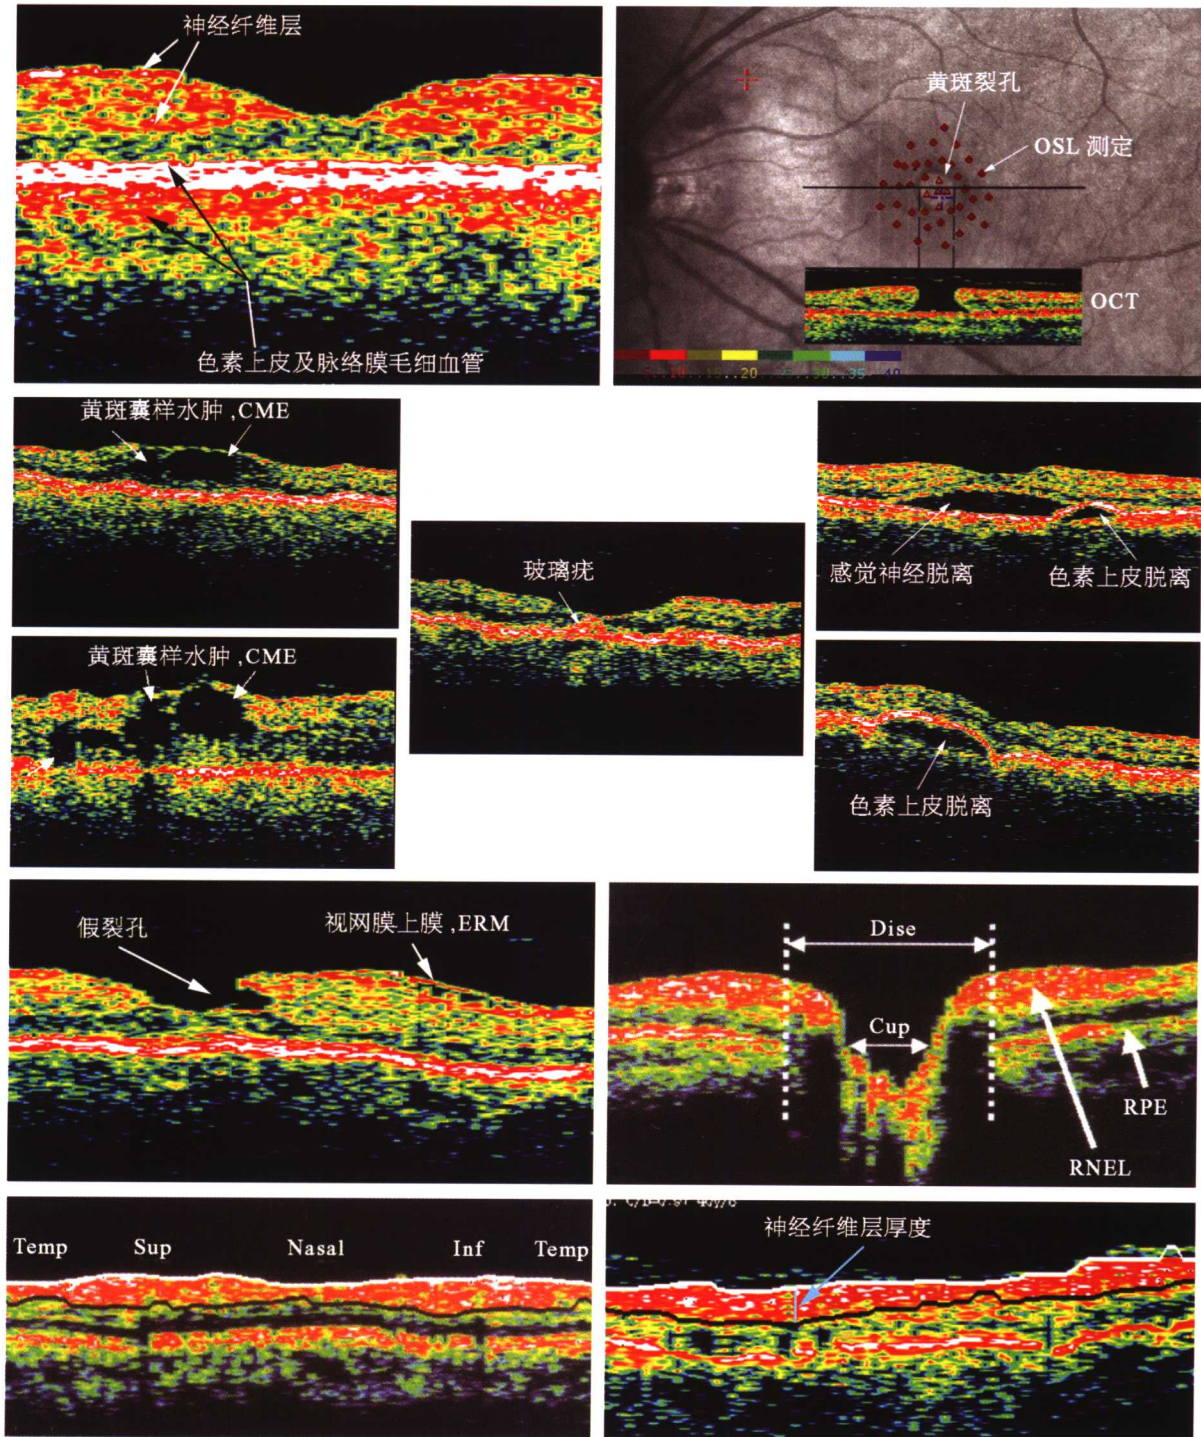 神经纤维层
色素上皮及脉络膜毛细血管
黄斑裂孔
OSL 测定
OCT
黄斑囊样水肿,CME
感觉神经脱离
色素上皮脱离
玻璃疣
黄斑囊样水肿,CME
色素上皮脱离
假裂孔
视网膜上膜,ERM
Dise
Cup
RPE
RNEL
Temp Sup Nasal Inf Temp
神经纤维层厚度